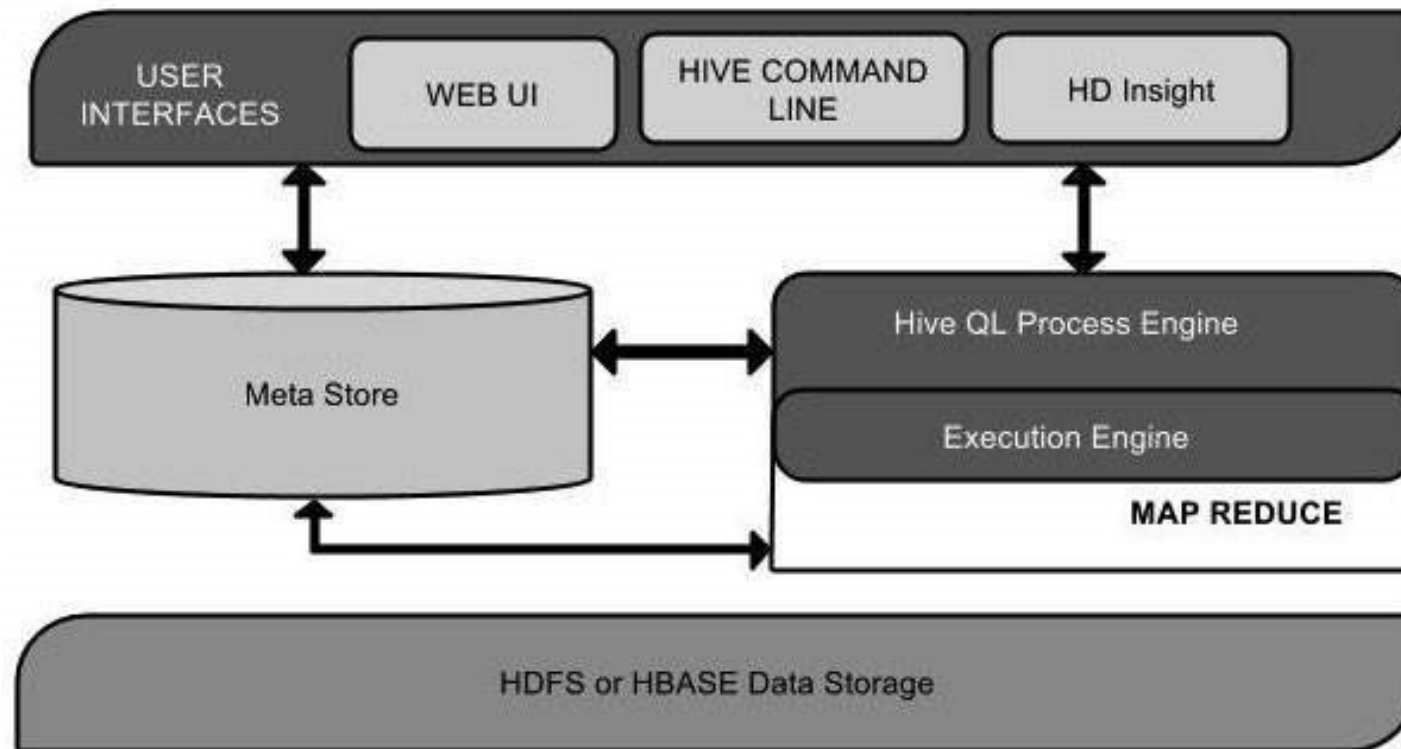 USER
INTERFACES
WEB UI
HIVE COMMAND
LINE
HD Insight
Meta Store
Hive QL Process Engine
Execution Engine
MAP REDUCE
HDFS or HBASE Data Storage